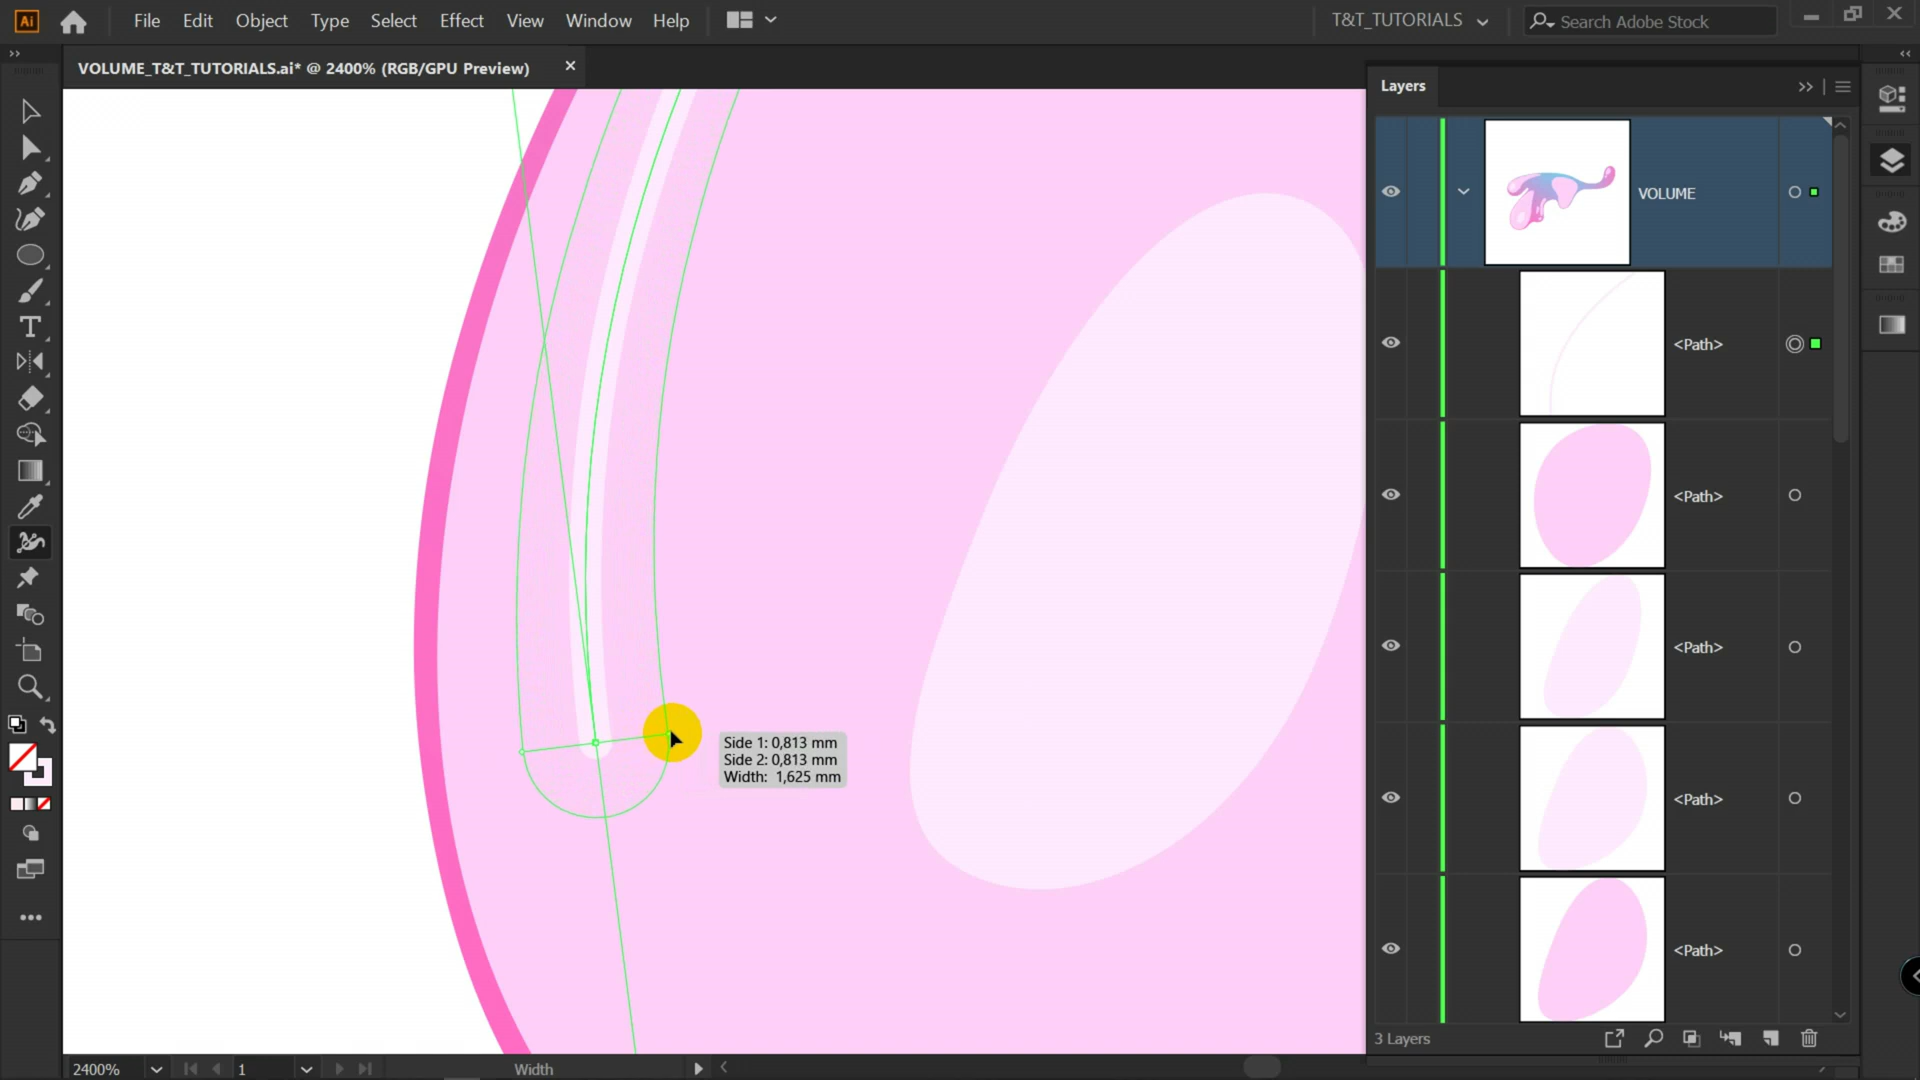 Ai File Edit Object Type Select Effect View Window Help T&T_TUTORIALS Search Adobe Stock
VOLUME_T&T_TUTORIALS.ai* @ 2400% (RGB/GPU Preview)
Layers
VOLUME
<Path>
<Path>
<Path>
Side 1: 0,813 mm
Side 2: 0,813 mm
Width: 1,625 mm
<Path>
<Path>
3 Layers
2400% 1 Width